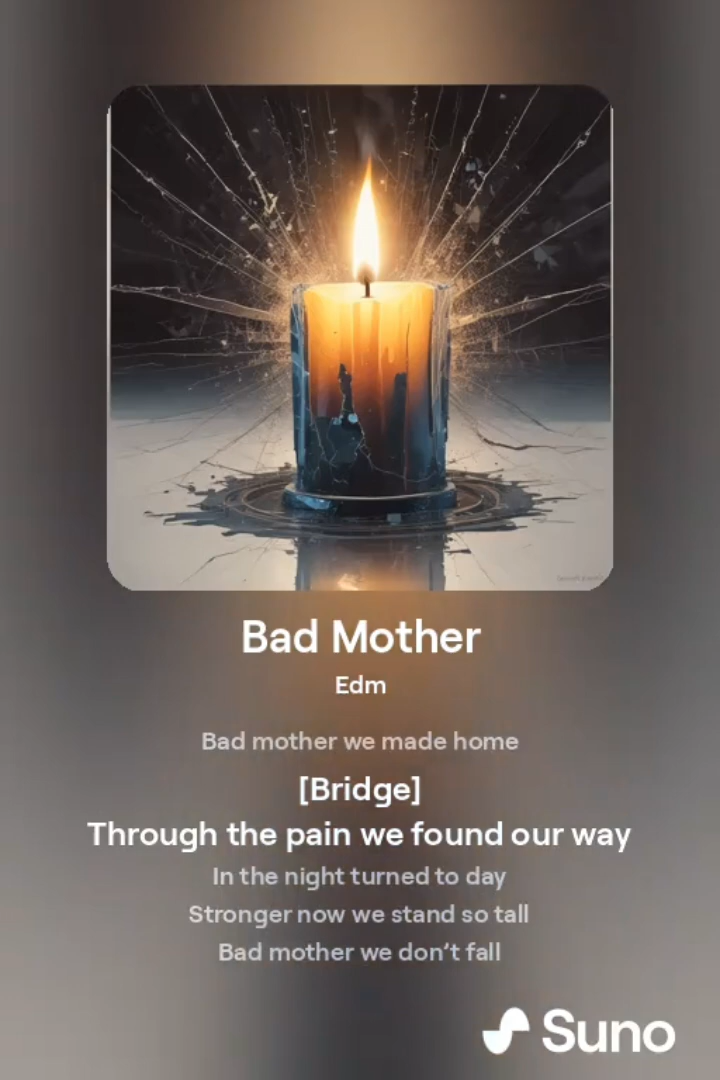 Bad Mother
Edm
Bad mother we made home
[Bridge]
Through the pain we found our way
In the night turned to day
Stronger now we stand so tall
Bad mother we don't fall
Suno